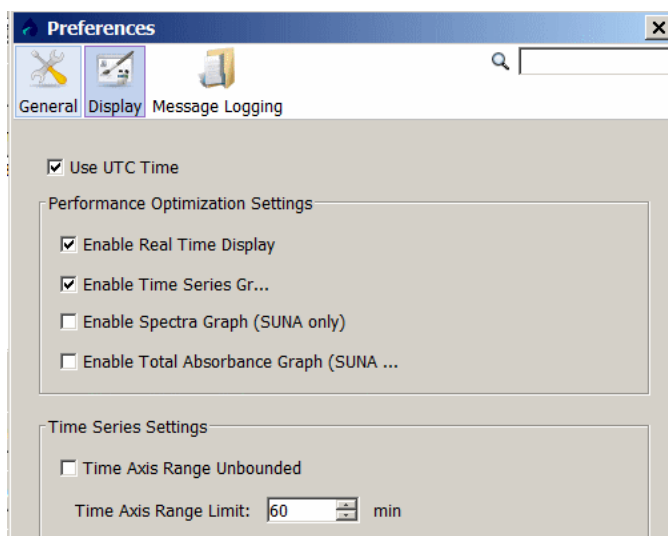 Preferences
General Display Message Logging
Use UTC Time
Performance Optimization Settings
Enable Real Time Display
Enable Time Series Gr...
Enable Spectra Graph (SUNA only)
Enable Total Absorbance Graph (SUNA ...
Time Series Settings
Time Axis Range Unbounded
Time Axis Range Limit: 60 min